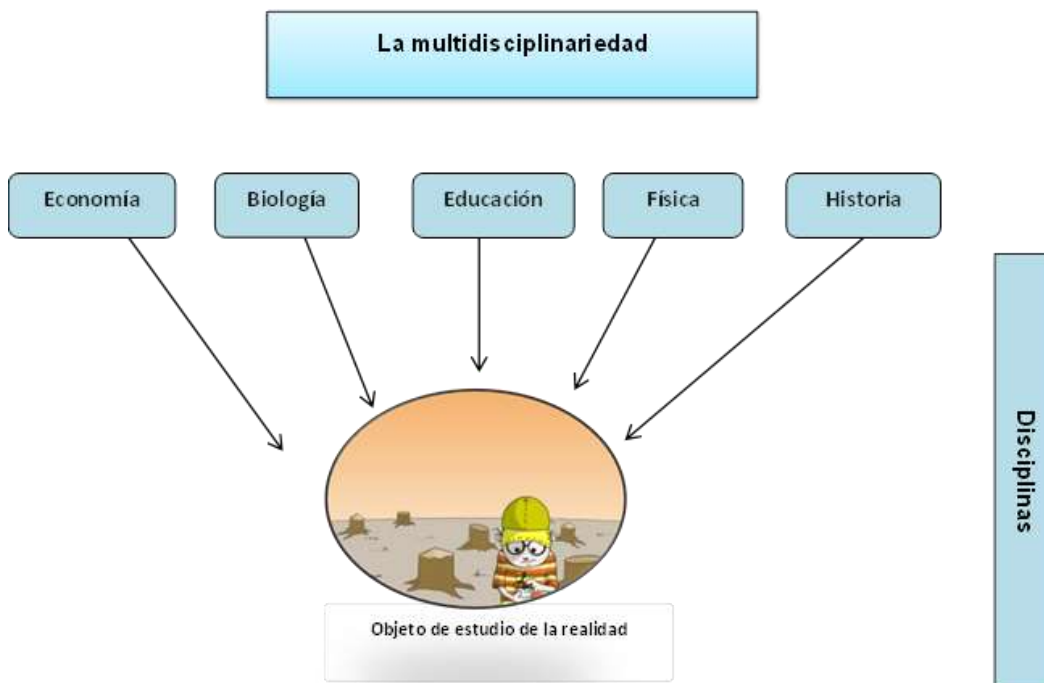 La multidisciplinariedad
Economía
Biología
Educación
Física
Historia
Disciplinas
Objeto de estudio de la realidad